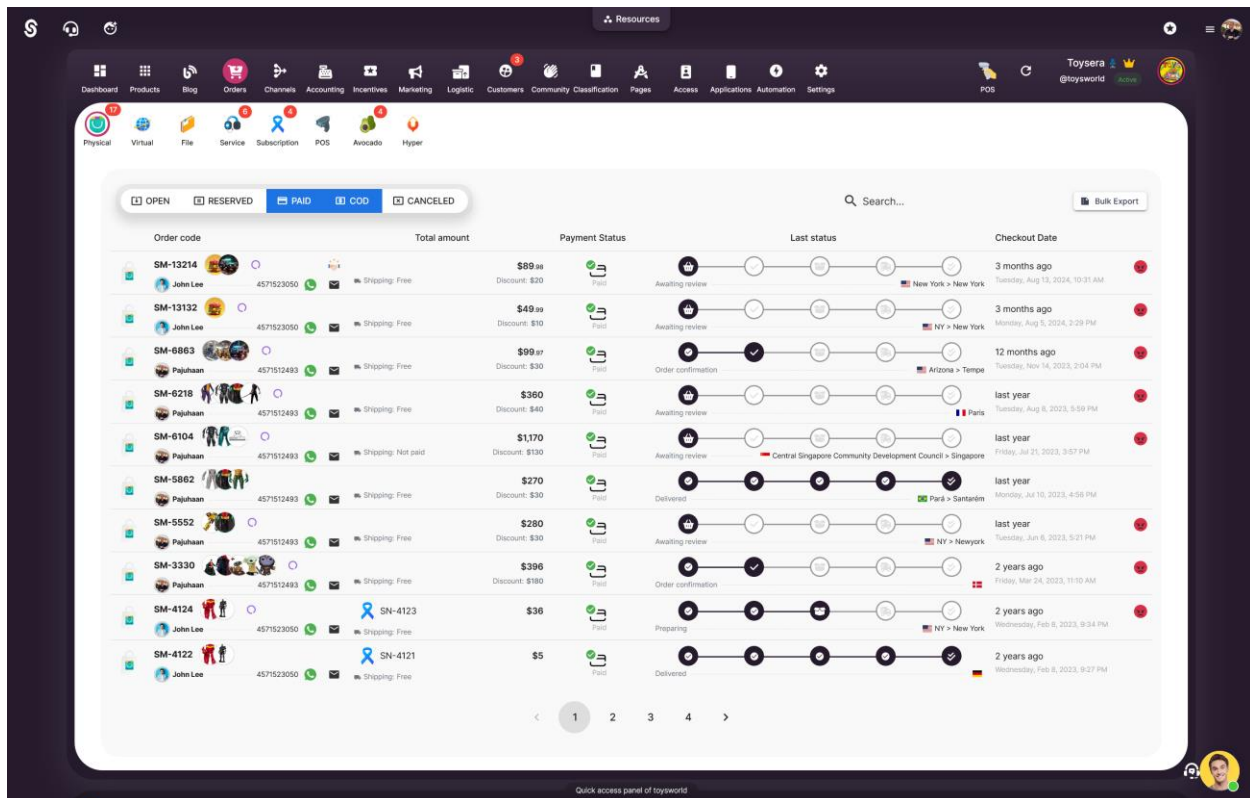 Resources
Dashboard Products Blog Orders Channels Accounting Incentives Marketing Logistic Customers 3 Community Classification Pages Access Applications Automation Settings POS
Toysera
@toysworld Active
17 6 4 4
Physical Virtual File Service Subscription POS Avocado Hyper
OPEN RESERVED PAID COD CANCELED Search... Bulk Export
Order code Total amount Payment Status Last status Checkout Date
SM-13214 $89.98 3 months ago
John Lee 4571523050 Shipping: Free Discount: $20 Paid Awaiting review New York > New York Tuesday, Aug 13, 2024, 10:31 AM
SM-13132 $49.99 3 months ago
John Lee 4571523050 Shipping: Free Discount: $10 Paid Awaiting review NY > New York Monday, Aug 5, 2024, 2:29 PM
SM-6863 $99.97 12 months ago
Pajuhaan 4571512493 Shipping: Free Discount: $30 Paid Order confirmation Arizona > Tempe Tuesday, Nov 14, 2023, 2:04 PM
SM-6218 $360 last year
Pajuhaan 4571512493 Shipping: Free Discount: $40 Paid Awaiting review Paris Tuesday, Aug 8, 2023, 5:59 PM
SM-6104 $1,170 last year
Pajuhaan 4571512493 Shipping: Not paid Discount: $130 Paid Awaiting review Central Singapore Community Development Council > Singapore Friday, Jul 21, 2023, 3:57 PM
SM-5862 $270 last year
Pajuhaan 4571512493 Shipping: Free Discount: $30 Paid Delivered Pará > Santarém Monday, Jul 10, 2023, 4:56 PM
SM-5552 $280 last year
Pajuhaan 4571512493 Shipping: Free Discount: $30 Paid Awaiting review NY > Newyork Tuesday, Jun 6, 2023, 5:21 PM
SM-3330 $396 2 years ago
Pajuhaan 4571512493 Shipping: Free Discount: $180 Paid Order confirmation Friday, Mar 24, 2023, 11:10 AM
SM-4124 SN-4123 $36 2 years ago
John Lee 4571523050 Shipping: Free Paid Preparing NY > New York Wednesday, Feb 8, 2023, 9:34 PM
SM-4122 SN-4121 $5 2 years ago
John Lee 4571523050 Shipping: Free Paid Delivered Wednesday, Feb 8, 2023, 9:27 PM
1 2 3 4
Quick access panel of toysworld